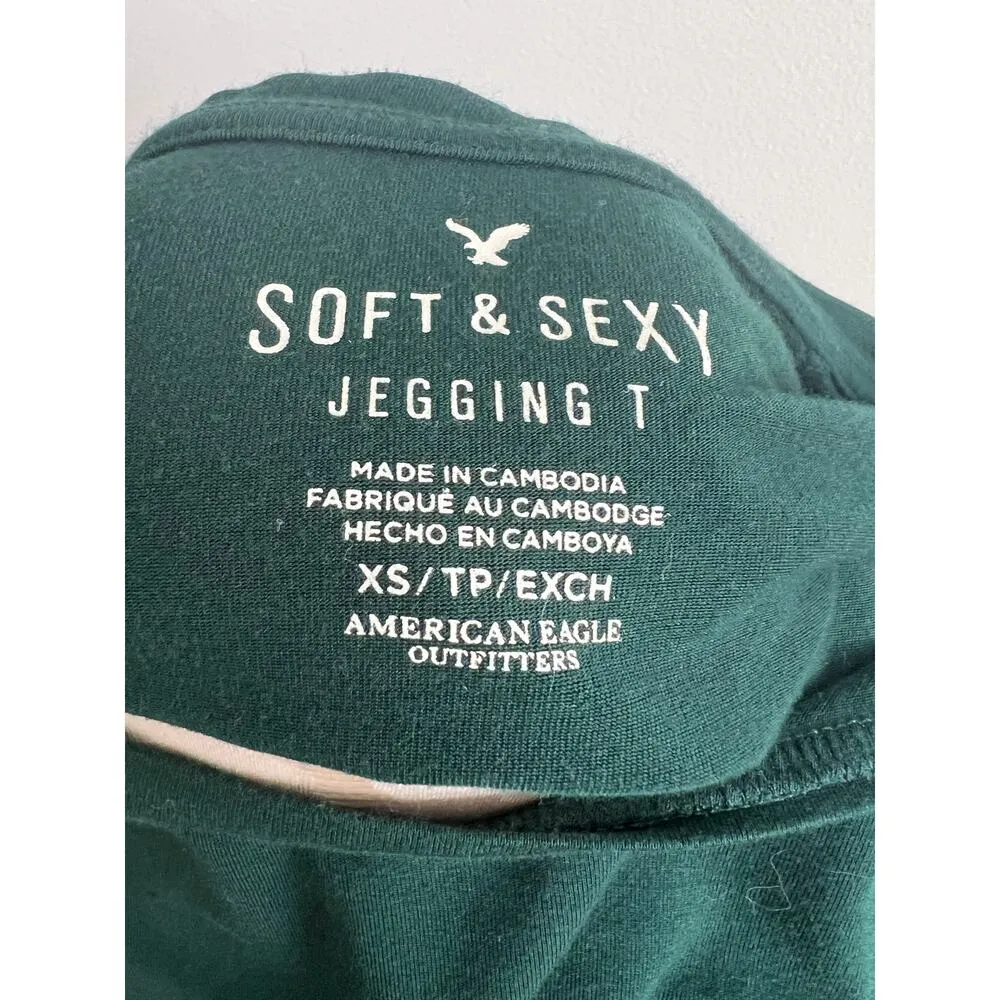 SOFT & SEXY
JEGGING T
MADE IN CAMBODIA
FABRIQUÉ AU CAMBODGE
HECHO EN CAMBOYA
XS/TP/EXCH
AMERICAN EAGLE
OUTFITTERS